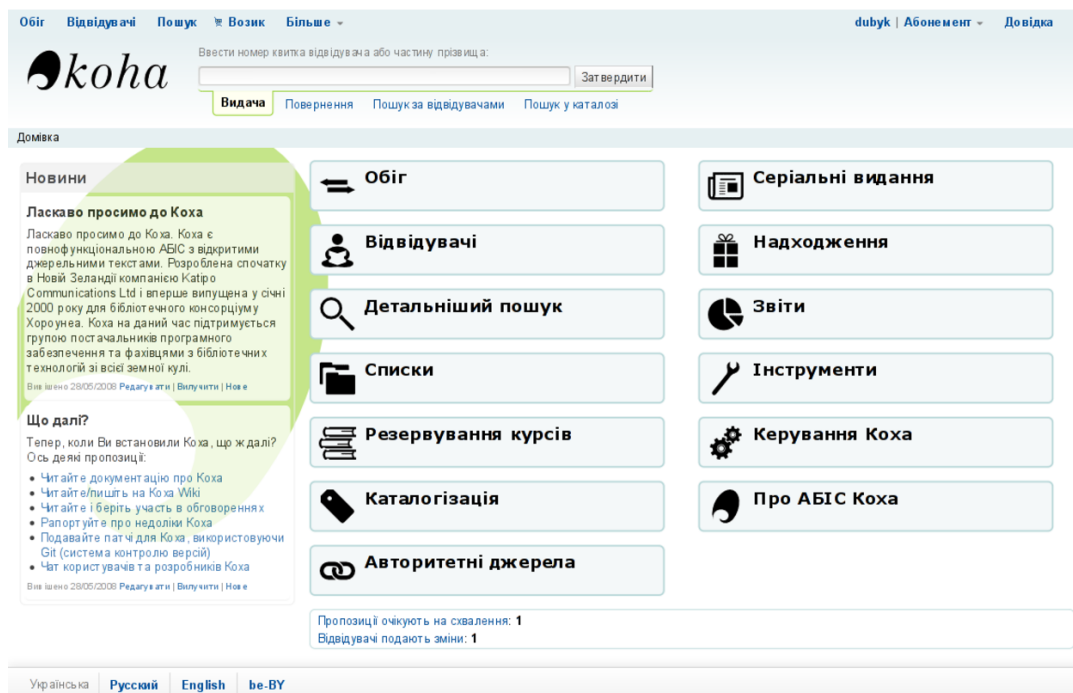 Обіг Відвідувачі Пошук Возик Більше dubyk | Абонемент Довідка
koha
Ввести номер квитка відвідувача або частину прізвища:
Затвердити
Видача Повернення Пошук за відвідувачами Пошук у каталозі
Домівка
Новини
Ласкаво просимо до Коха
Ласкаво просимо до Коха. Коха є
повнофункціональною АБІС з відкритими
джерельними текстами. Розроблена спочатку
в Новій Зеландії компанією Katipo
Communications Ltd і вперше випущена у січні
2000 року для бібліотечного консорціуму
Хороунеа. Коха на даний час підтримується
групою постачальників програмного
забезпечення та фахівцями з бібліотечних
технологій зі всієї земної кулі.
Вивішено 28/05/2008 Редагувати | Вилучити | Нове
Що далі?
Тепер, коли Ви встановили Коха, що ж далі?
Ось деякі пропозиції:
• Читайте документацію про Коха
• Читайте/пишіть на Коха Wiki
• Читайте і беріть участь в обговореннях
• Рапортуйте про недоліки Коха
• Подавайте патчі для Коха, використовуючи
Git (система контролю версій)
• Чат користувачів та розробників Коха
Вивішено 28/05/2008 Редагувати | Вилучити | Нове
Обіг
Відвідувачі
Детальніший пошук
Списки
Резервування курсів
Каталогізація
Авторитетні джерела
Серіальні видання
Надходження
Звіти
Інструменти
Керування Коха
Про АБІС Коха
Пропозиції очікують на схвалення: 1
Відвідувачі подають зміни: 1
Українська Русский English be-BY